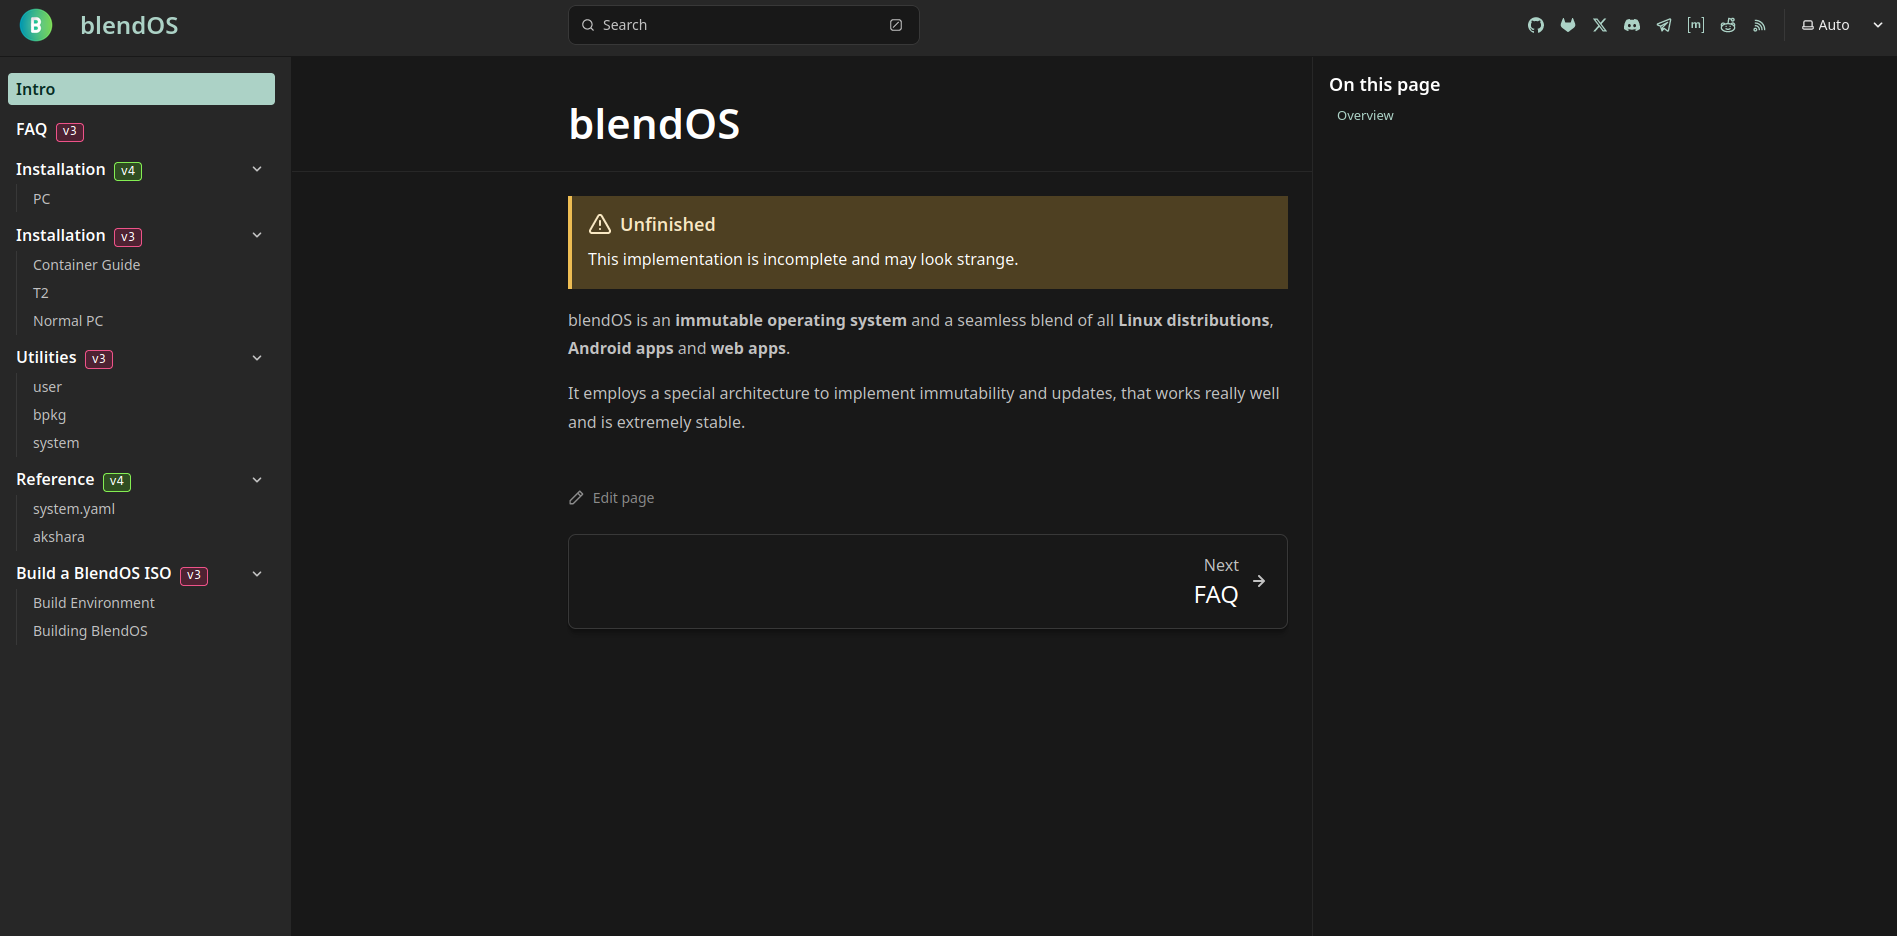 B
blendOS
Search
[m]
Auto
Intro
FAQ v3
Installation v4
PC
Installation v3
Container Guide
T2
Normal PC
Utilities v3
user
bpkg
system
Reference v4
system.yaml
akshara
Build a BlendOS ISO v3
Build Environment
Building BlendOS
blendOS
Unfinished
This implementation is incomplete and may look strange.
blendOS is an immutable operating system and a seamless blend of all Linux distributions,
Android apps and web apps.
It employs a special architecture to implement immutability and updates, that works really well
and is extremely stable.
Edit page
Next
FAQ
On this page
Overview